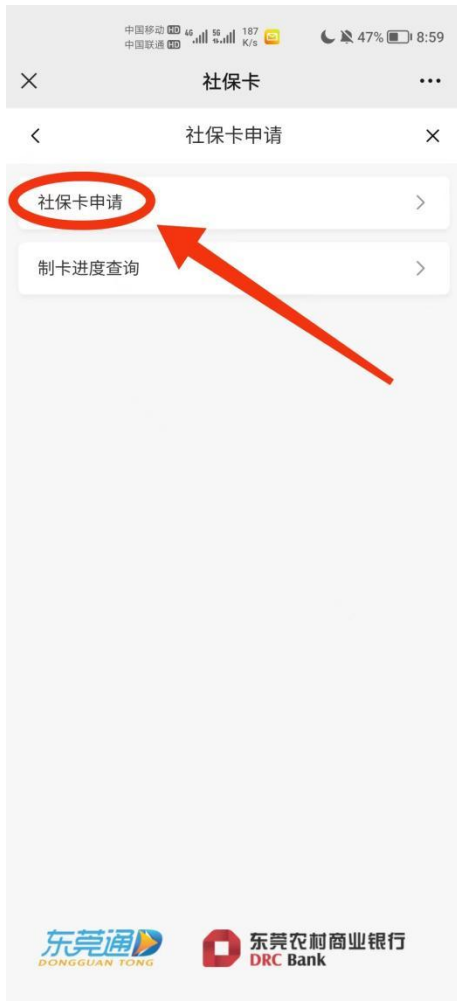 中国移动 HD 4G 5G 187 47% 8:59
中国联通 HD K/s
社保卡
社保卡申请
社保卡申请
制卡进度查询
东莞通
DONGGUAN TONG
东莞农村商业银行
DRC Bank